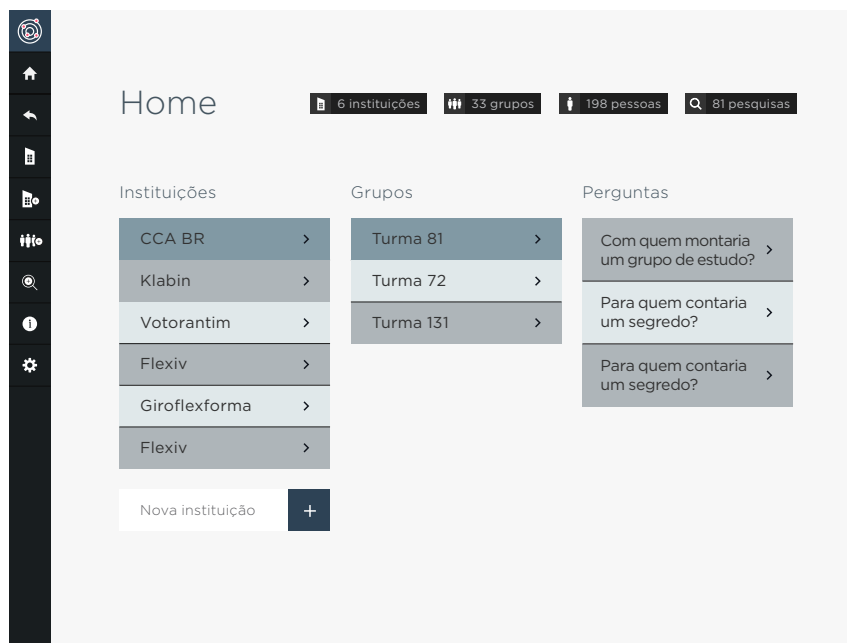 Home
6 instituições
33 grupos
198 pessoas
81 pesquisas
Instituições
CCA BR
Klabin
Votorantim
Flexiv
Giroflexforma
Flexiv
Nova instituição
+
Grupos
Turma 81
Turma 72
Turma 131
Perguntas
Com quem montaria
um grupo de estudo?
Para quem contaria
um segredo?
Para quem contaria
um segredo?